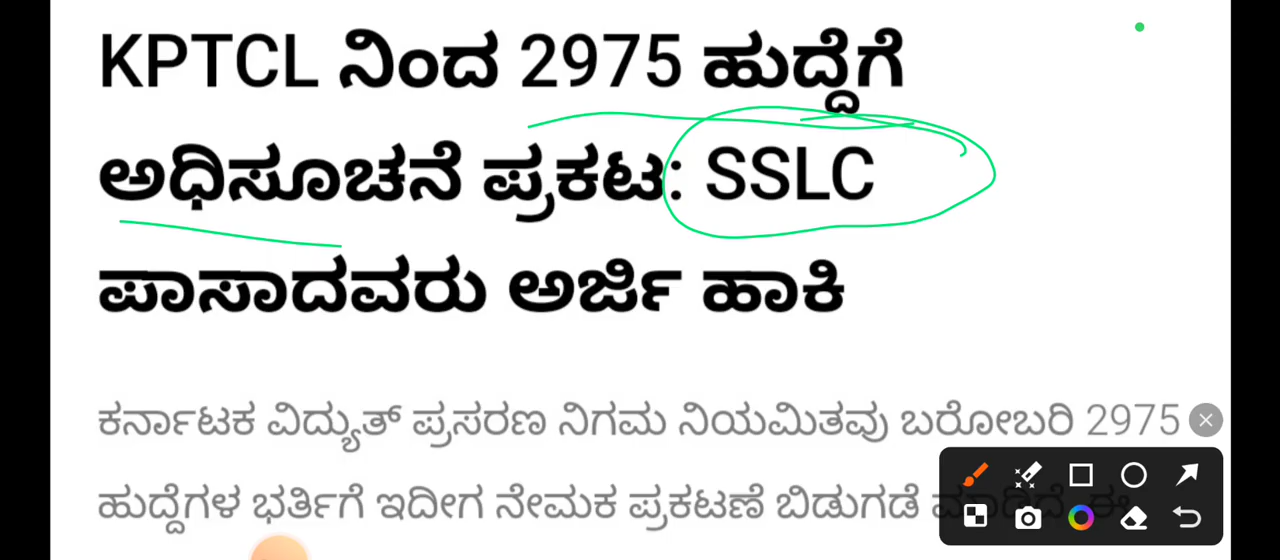 KPTCL ನಿಂದ 2975 ಹುದ್ದೆಗೆ
ಅಧಿಸೂಚನೆ ಪ್ರಕಟ: SSLC
ಪಾಸಾದವರು ಅರ್ಜಿ ಹಾಕಿ
ಕರ್ನಾಟಕ ವಿದ್ಯುತ್ ಪ್ರಸರಣ ನಿಗಮ ನಿಯಮಿತವು ಬರೋಬರಿ 2975
ಹುದ್ದೆಗಳ ಭರ್ತಿಗೆ ಇದೀಗ ನೇಮಕ ಪ್ರಕಟಣೆ ಬಿಡುಗಡೆ